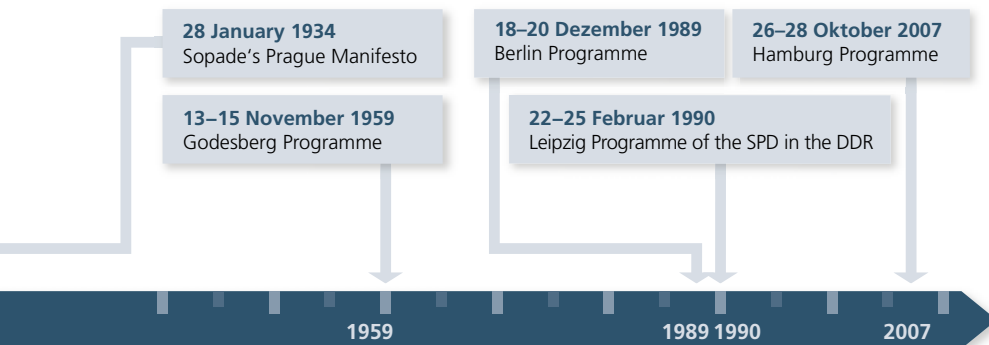 28 January 1934
Sopade's Prague Manifesto
13–15 November 1959
Godesberg Programme
18–20 Dezember 1989
Berlin Programme
22–25 Februar 1990
Leipzig Programme of the SPD in the DDR
26–28 Oktober 2007
Hamburg Programme
1959
1989 1990
2007